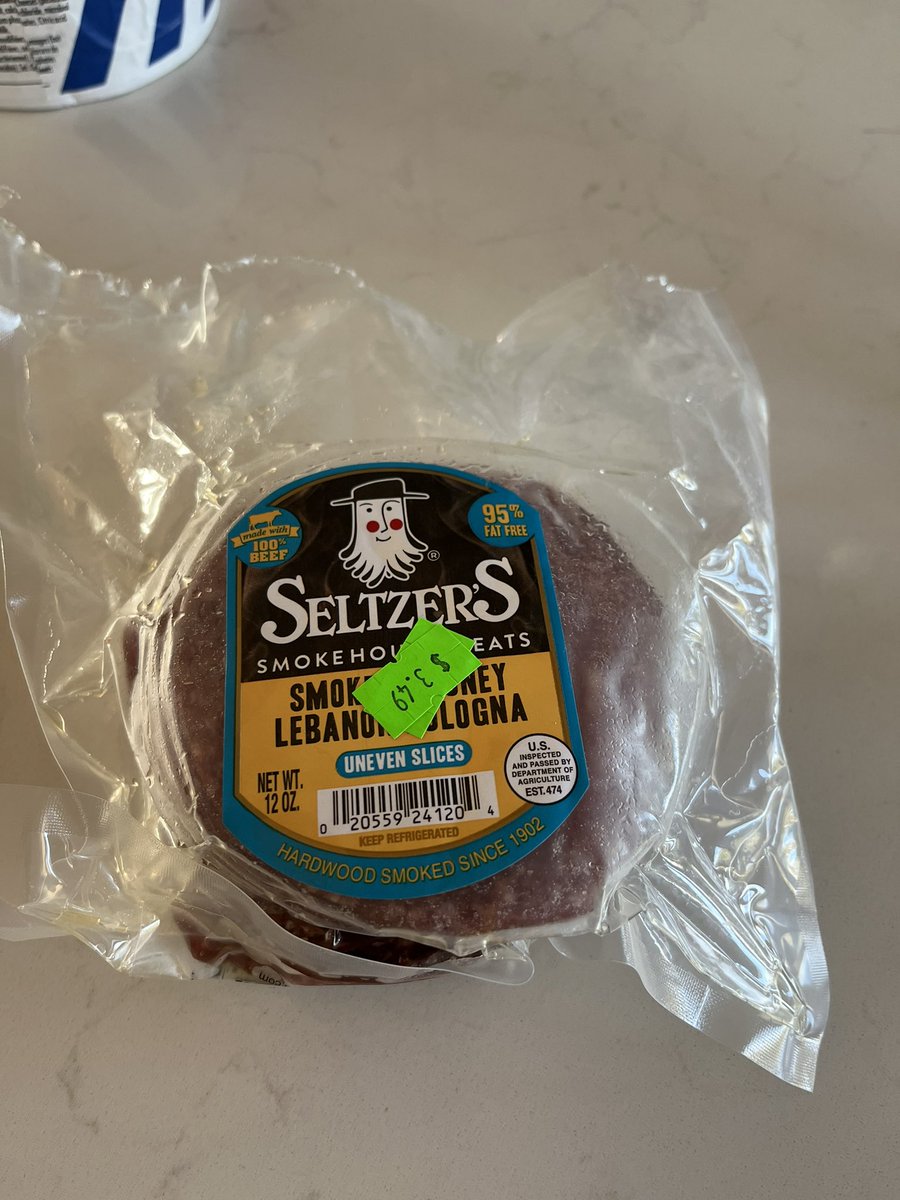 made with
100%
BEEF
95%
FAT FREE
®
SELTZER'S
SMOKEHOU EATS
SMOK NEY
LEBANON OLOGNA
$3.49
UNEVEN SLICES
NET WT.
12 OZ.
U.S.
INSPECTED
AND PASSED BY
DEPARTMENT OF
AGRICULTURE
EST.474
0 20559 24120 4
KEEP REFRIGERATED
HARDWOOD SMOKED SINCE 1902
.com